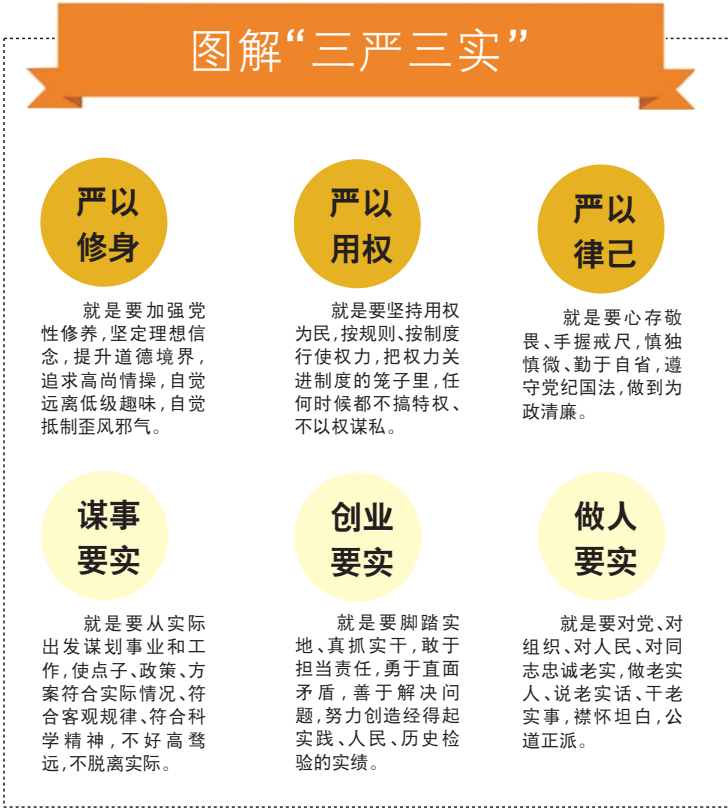 图解“三严三实”
严以
修身
就是要加强党
性修养,坚定理想信
念,提升道德境界,
追求高尚情操,自觉
远离低级趣味,自觉
抵制歪风邪气。
严以
用权
就是要坚持用权
为民,按规则、按制度
行使权力,把权力关
进制度的笼子里,任
何时候都不搞特权、
不以权谋私。
严以
律己
就是要心存敬
畏、手握戒尺,慎独
慎微、勤于自省,遵
守党纪国法,做到为
政清廉。
谋事
要实
就是要从实际
出发谋划事业和工
作,使点子、政策、方
案符合实际情况、符
合客观规律、符合科
学精神,不好高骛
远,不脱离实际。
创业
要实
就是要脚踏实
地、真抓实干,敢于
担当责任,勇于直面
矛盾,善于解决问
题,努力创造经得起
实践、人民、历史检
验的实绩。
做人
要实
就是要对党、对
组织、对人民、对同
志忠诚老实,做老实
人、说老实话、干老
实事,襟怀坦白,公
道正派。